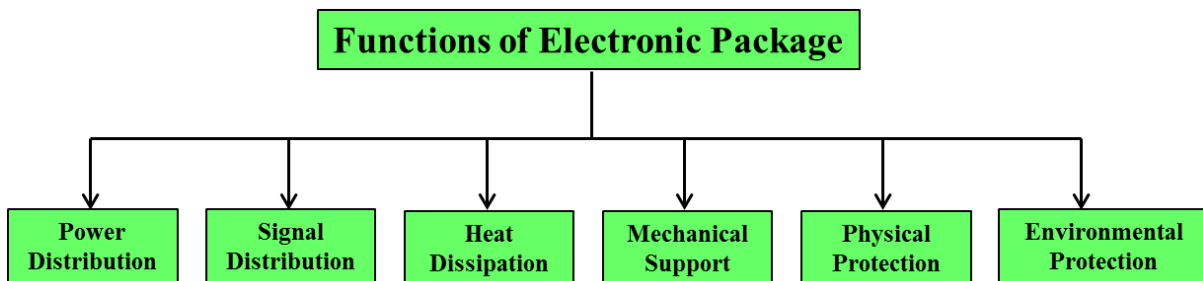 Functions of Electronic Package
Power
Distribution
Signal
Distribution
Heat
Dissipation
Mechanical
Support
Physical
Protection
Environmental
Protection